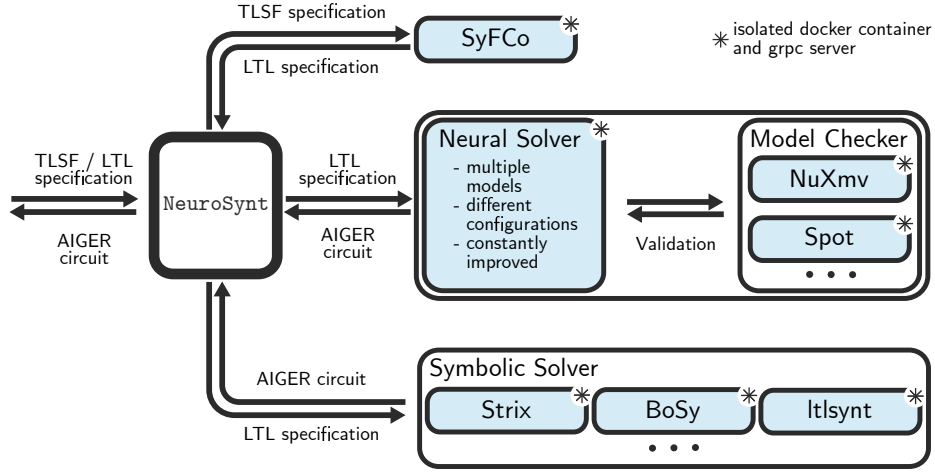 TLSF specification
SyFCo
LTL specification
✳ isolated docker container
and grpc server
TLSF / LTL
specification
AIGER
circuit
NeuroSynt
LTL
specification
AIGER
circuit
Neural Solver
- multiple
models
- different
configurations
- constantly
improved
Validation
Model Checker
NuXmv
Spot
• • •
AIGER circuit
LTL specification
Symbolic Solver
Strix
BoSy
ltlsynt
• • •